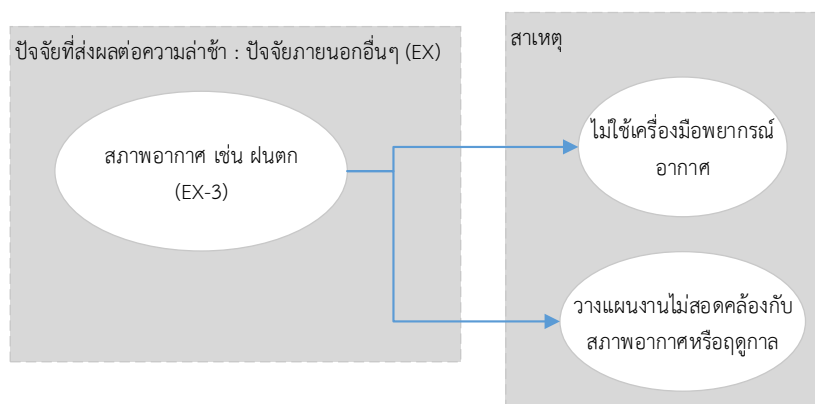 ปัจจัยที่ส่งผลต่อความล่าช้า : ปัจจัยภายนอกอื่นๆ (EX)
สภาพอากาศ เช่น ฝนตก
(EX-3)
สาเหตุ
ไม่ใช้เครื่องมือพยากรณ์
อากาศ
วางแผนงานไม่สอดคล้องกับ
สภาพอากาศหรือฤดูกาล